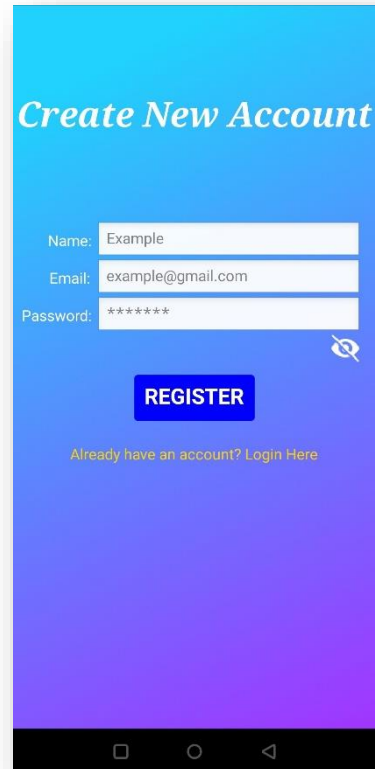 Create New Account
Name: Example
Email: example@gmail.com
Password: *******
REGISTER
Already have an account? Login Here